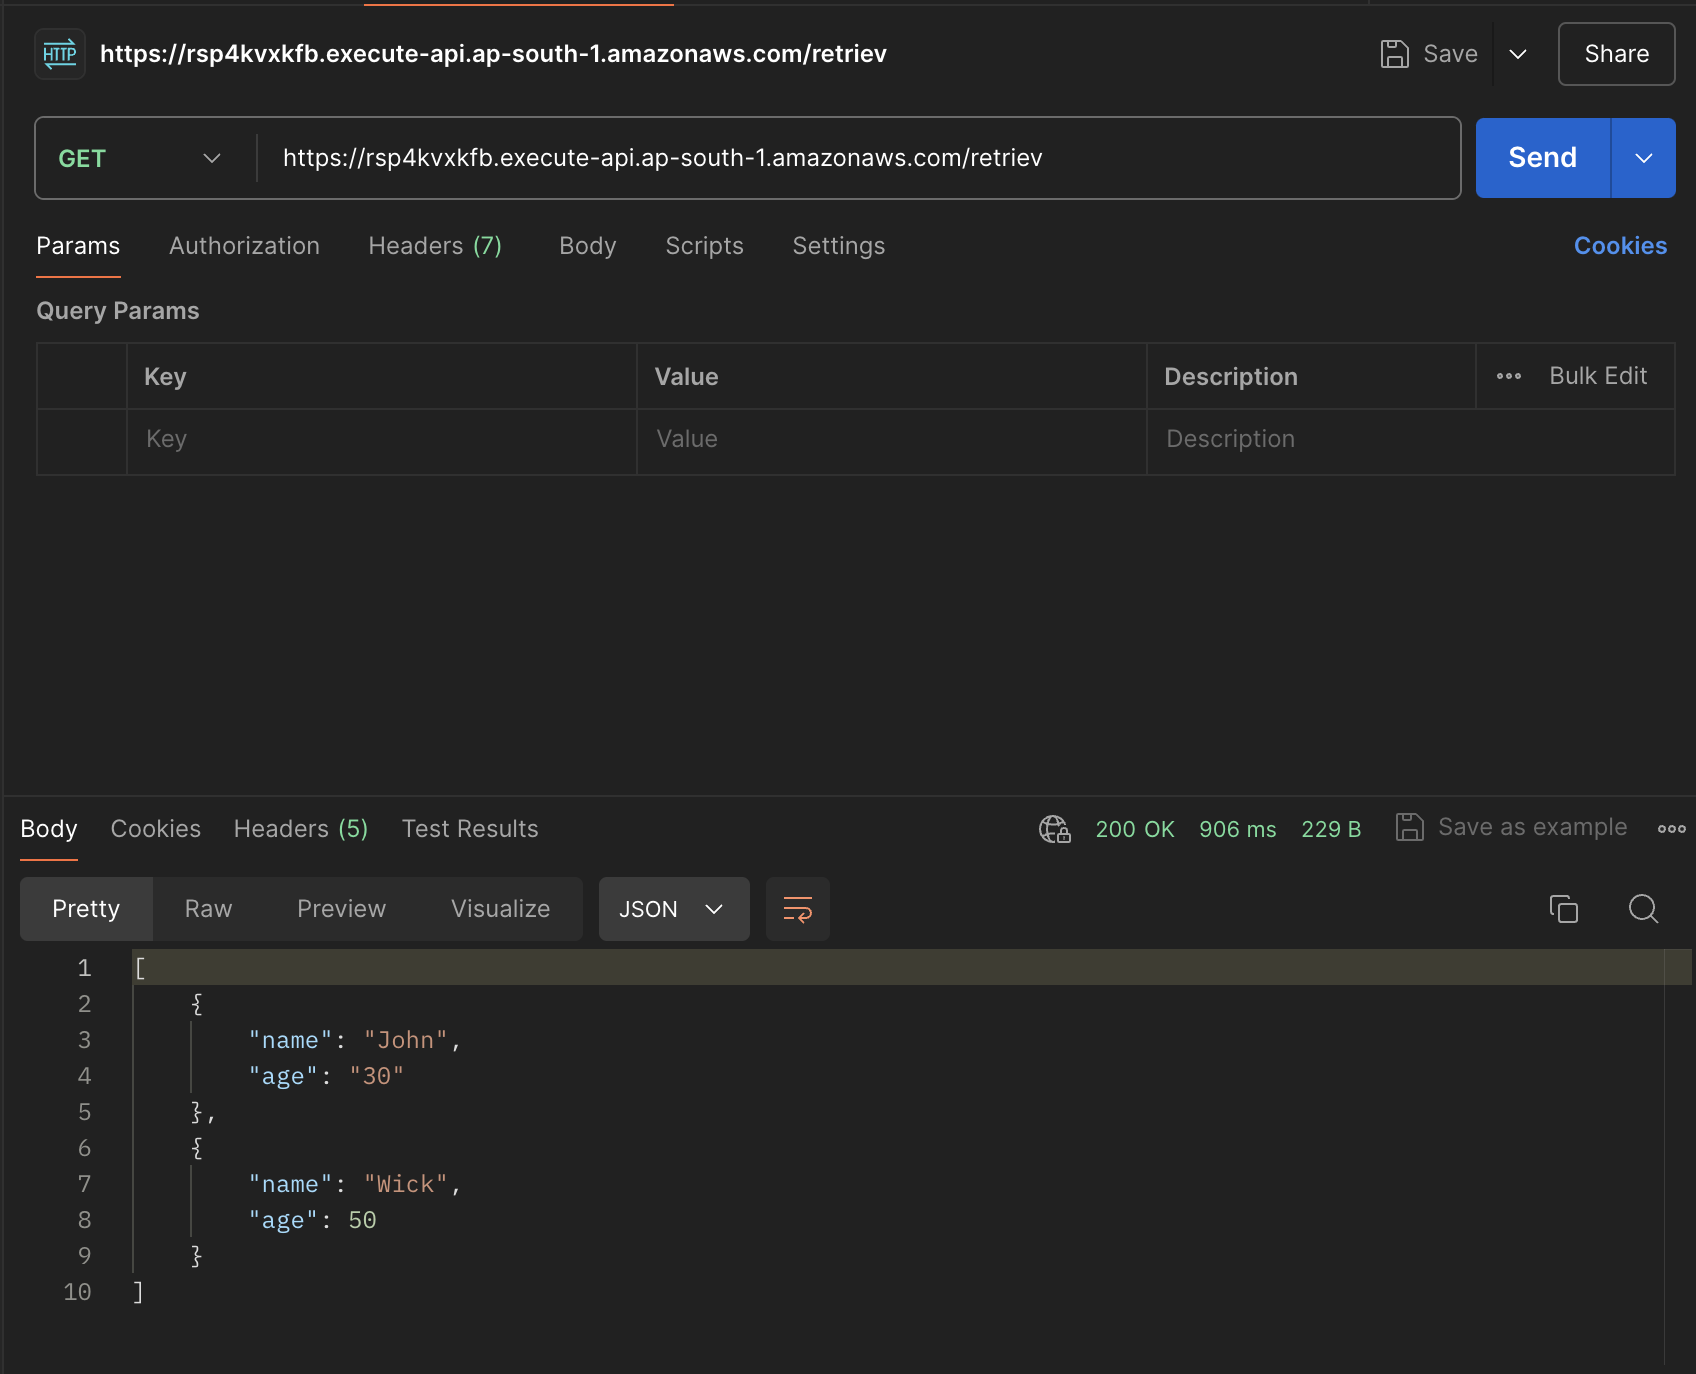 HTTP https://rsp4kvxkfb.execute-api.ap-south-1.amazonaws.com/retriev Save Share
GET https://rsp4kvxkfb.execute-api.ap-south-1.amazonaws.com/retriev Send
Params Authorization Headers (7) Body Scripts Settings Cookies
Query Params
Key Value Description Bulk Edit
Key Value Description
Body Cookies Headers (5) Test Results 200 OK 906 ms 229 B Save as example
Pretty Raw Preview Visualize JSON
1 [
2 {
3 "name": "John",
4 "age": "30"
5 },
6 {
7 "name": "Wick",
8 "age": 50
9 }
10 ]